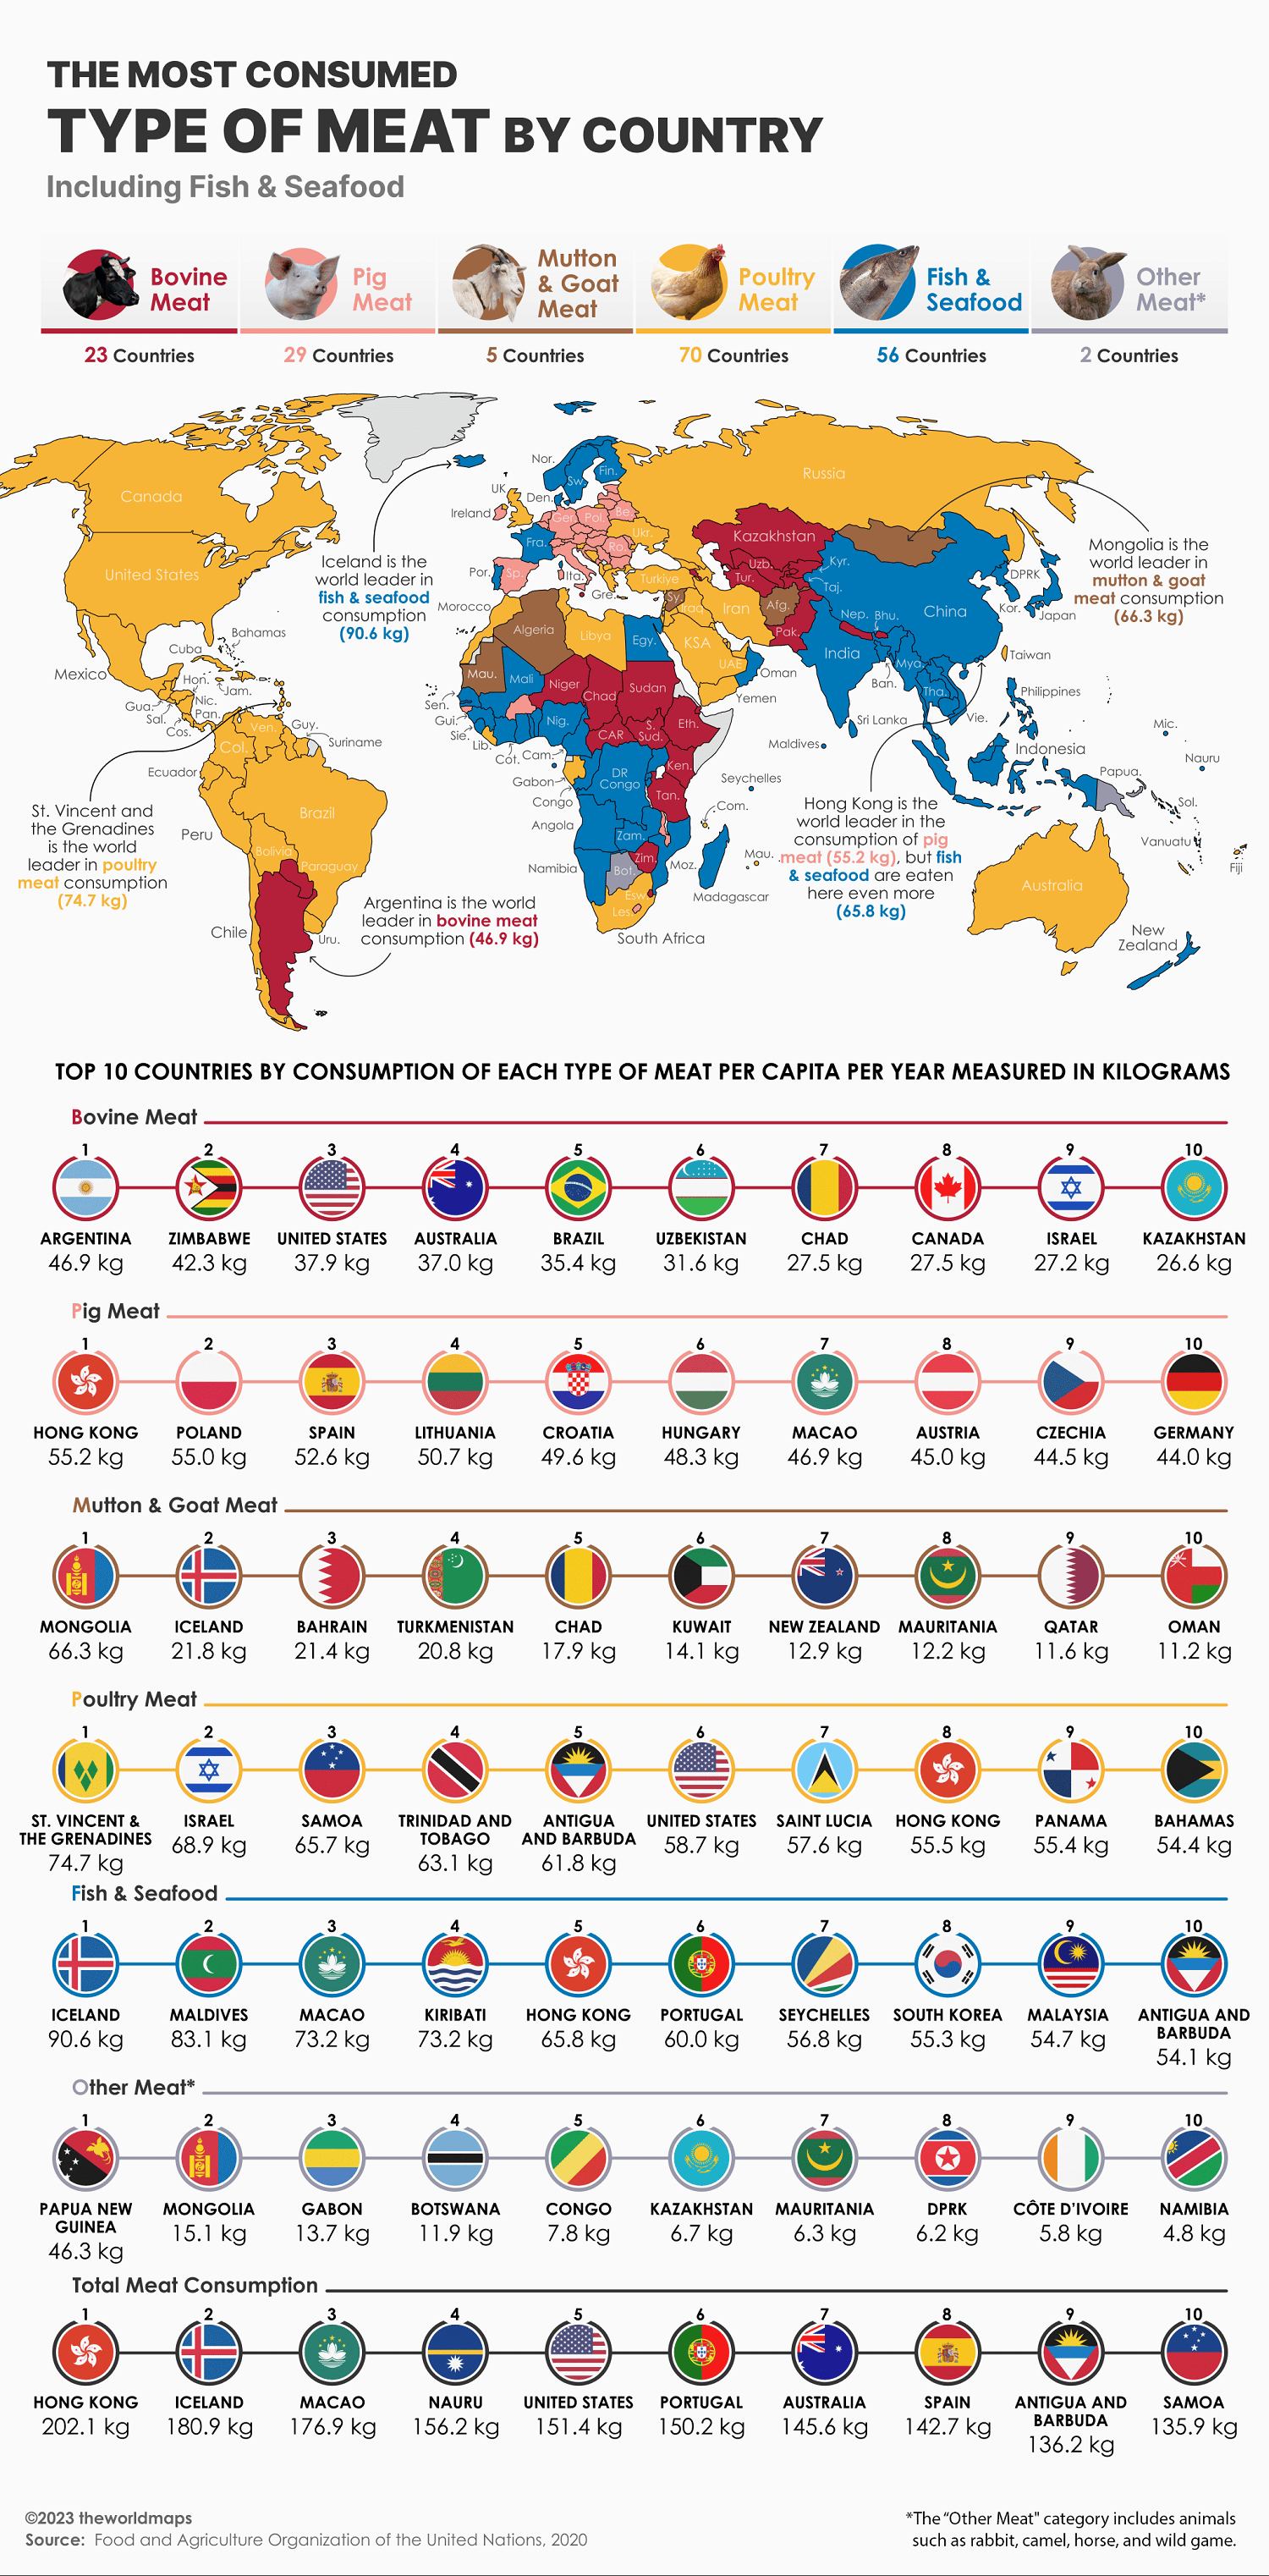 THE MOST CONSUMED
TYPE OF MEAT BY COUNTRY
Including Fish & Seafood
Bovine
Meat
Pig
Meat
Mutton
& Goat
Meat
Poultry
Meat
Fish &
Seafood
Other
Meat*
23 Countries
29 Countries
5 Countries
70 Countries
56 Countries
2 Countries
Canada
United States
Mexico
Bahamas
Cuba
Hon.
Jam.
Gua.
Nic.
Sal.
Pan.
Cos.
Ven.
Guy.
Suriname
Col.
Ecuador
Brazil
Peru
Bolivia
Paraguay
Chile
Uru.
Nor.
Sw.
Fin.
UK
Den.
Ireland
Ger.
Pol.
Be.
Ukr.
Fra.
Ro.
Por.
Sp.
Ita.
Gre.
Turkiye
Russia
Kazakhstan
Uzb.
Kyr.
Tur.
Taj.
Sy.
Iraq
Iran
Afg.
Pak.
Nep.
Bhu.
China
DPRK
Kor.
Japan
India
Mya.
Ban.
Taiwan
Tha.
Vie.
Philippines
Sri Lanka
Maldives
Indonesia
Papua.
Mic.
Nauru
Sol.
Vanuatu
Fiji
Australia
New
Zealand
Morocco
Algeria
Libya
Egy.
KSA
UAE
Oman
Yemen
Mau.
Mali
Niger
Chad
Sudan
Sen.
Gui.
Sie.
Lib.
Cót.
Nig.
Cam.
CAR
S.
Sud.
Eth.
Gabon
Congo
DR
Congo
Ken.
Tan.
Seychelles
Com.
Angola
Zam.
Zim.
Moz.
Mau.
Namibia
Bot.
Madagascar
Esw.
Les.
South Africa
Iceland is the
world leader in
fish & seafood
consumption
(90.6 kg)
Mongolia is the
world leader in
mutton & goat
meat consumption
(66.3 kg)
St. Vincent and
the Grenadines
is the world
leader in poultry
meat consumption
(74.7 kg)
Argentina is the world
leader in bovine meat
consumption (46.9 kg)
Hong Kong is the
world leader in the
consumption of pig
meat (55.2 kg), but fish
& seafood are eaten
here even more
(65.8 kg)
TOP 10 COUNTRIES BY CONSUMPTION OF EACH TYPE OF MEAT PER CAPITA PER YEAR MEASURED IN KILOGRAMS
Bovine Meat
1 2 3 4 5 6 7 8 9 10
ARGENTINA ZIMBABWE UNITED STATES AUSTRALIA BRAZIL UZBEKISTAN CHAD CANADA ISRAEL KAZAKHSTAN
46.9 kg 42.3 kg 37.9 kg 37.0 kg 35.4 kg 31.6 kg 27.5 kg 27.5 kg 27.2 kg 26.6 kg
Pig Meat
1 2 3 4 5 6 7 8 9 10
HONG KONG POLAND SPAIN LITHUANIA CROATIA HUNGARY MACAO AUSTRIA CZECHIA GERMANY
55.2 kg 55.0 kg 52.6 kg 50.7 kg 49.6 kg 48.3 kg 46.9 kg 45.0 kg 44.5 kg 44.0 kg
Mutton & Goat Meat
1 2 3 4 5 6 7 8 9 10
MONGOLIA ICELAND BAHRAIN TURKMENISTAN CHAD KUWAIT NEW ZEALAND MAURITANIA QATAR OMAN
66.3 kg 21.8 kg 21.4 kg 20.8 kg 17.9 kg 14.1 kg 12.9 kg 12.2 kg 11.6 kg 11.2 kg
Poultry Meat
1 2 3 4 5 6 7 8 9 10
ST. VINCENT &
THE GRENADINES
74.7 kg
ISRAEL
68.9 kg
SAMOA
65.7 kg
TRINIDAD AND
TOBAGO
63.1 kg
ANTIGUA
AND BARBUDA
61.8 kg
UNITED STATES
58.7 kg
SAINT LUCIA
57.6 kg
HONG KONG
55.5 kg
PANAMA
55.4 kg
BAHAMAS
54.4 kg
Fish & Seafood
1 2 3 4 5 6 7 8 9 10
ICELAND
90.6 kg
MALDIVES
83.1 kg
MACAO
73.2 kg
KIRIBATI
73.2 kg
HONG KONG
65.8 kg
PORTUGAL
60.0 kg
SEYCHELLES
56.8 kg
SOUTH KOREA
55.3 kg
MALAYSIA
54.7 kg
ANTIGUA AND
BARBUDA
54.1 kg
Other Meat*
1 2 3 4 5 6 7 8 9 10
PAPUA NEW
GUINEA
46.3 kg
MONGOLIA
15.1 kg
GABON
13.7 kg
BOTSWANA
11.9 kg
CONGO
7.8 kg
KAZAKHSTAN
6.7 kg
MAURITANIA
6.3 kg
DPRK
6.2 kg
CÔTE D'IVOIRE
5.8 kg
NAMIBIA
4.8 kg
Total Meat Consumption
1 2 3 4 5 6 7 8 9 10
HONG KONG
202.1 kg
ICELAND
180.9 kg
MACAO
176.9 kg
NAURU
156.2 kg
UNITED STATES
151.4 kg
PORTUGAL
150.2 kg
AUSTRALIA
145.6 kg
SPAIN
142.7 kg
ANTIGUA AND
BARBUDA
136.2 kg
SAMOA
135.9 kg
©2023 theworldmaps
Source: Food and Agriculture Organization of the United Nations, 2020
*The "Other Meat" category includes animals
such as rabbit, camel, horse, and wild game.